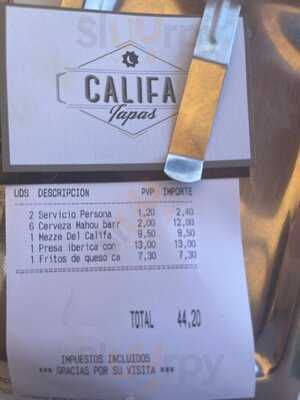 CALIFA
Tapas
UDS DESCRIPCION PVP IMPORTE
2 Servicio Persona 1,20 2,40
6 Cerveza Mahou barr 2,00 12,00
1 Mezze Del Califa 9,50 9,50
1 Presa iberica con 13,00 13,00
1 Fritos de queso ca 7,30 7,30
TOTAL 44,20
IMPUESTOS INCLUIDOS
*** GRACIAS POR SU VISITA ***